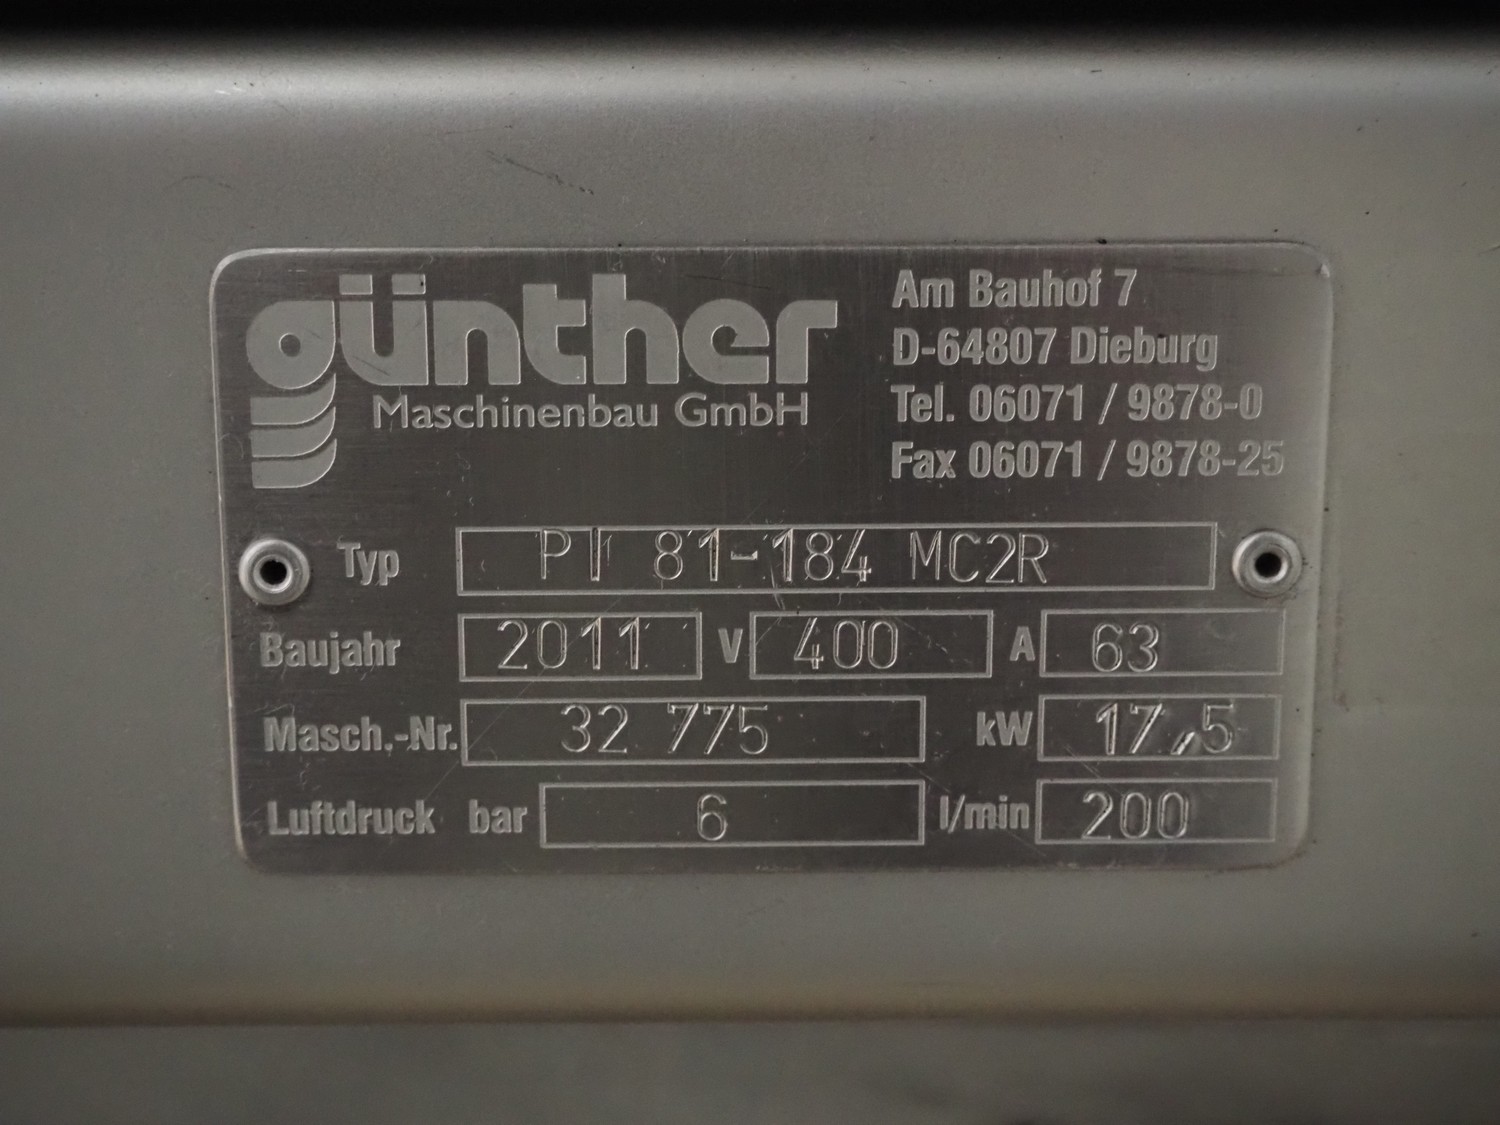 günther
Maschinenbau GmbH
Am Bauhof 7
D-64807 Dieburg
Tel. 06071 / 9878-0
Fax 06071 / 9878-25
Typ PI 81-184 MC2R
Baujahr 2011 V 400 A 63
Masch.-Nr. 32 775 kW 17,5
Luftdruck bar 6 l/min 200